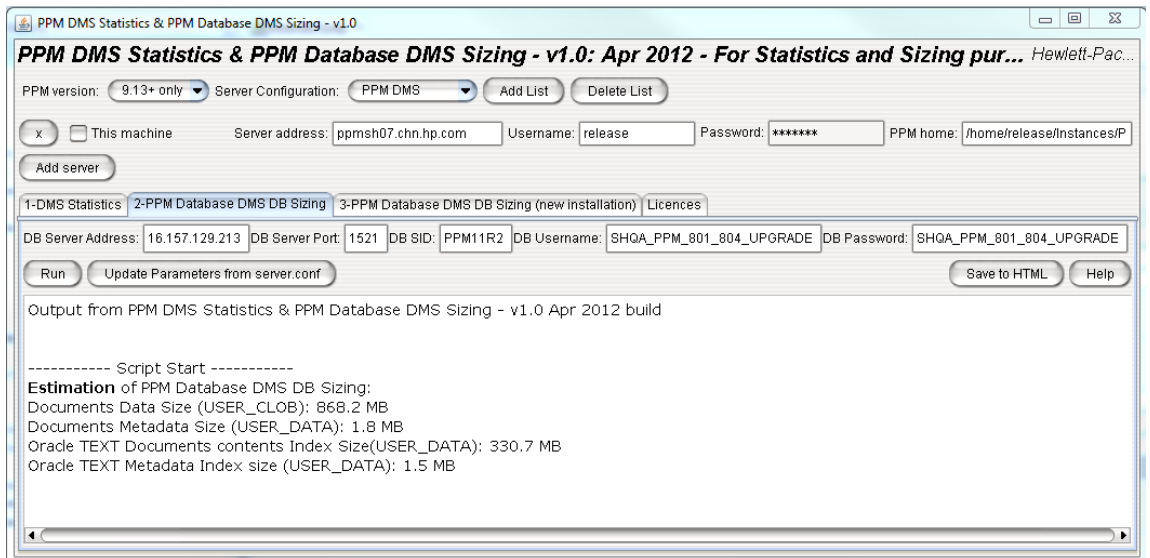 PPM DMS Statistics & PPM Database DMS Sizing - v1.0
PPM DMS Statistics & PPM Database DMS Sizing - v1.0: Apr 2012 - For Statistics and Sizing pur... Hewlett-Pac...
PPM version: 9.13+ only Server Configuration: PPM DMS Add List Delete List
x This machine Server address: ppmsh07.chn.hp.com Username: release Password: ******* PPM home: /home/release/Instances/P
Add server
1-DMS Statistics 2-PPM Database DMS DB Sizing 3-PPM Database DMS DB Sizing (new installation) Licences
DB Server Address: 16.157.129.213 DB Server Port: 1521 DB SID: PPM11R2 DB Username: SHQA_PPM_801_804_UPGRADE DB Password: SHQA_PPM_801_804_UPGRADE
Run Update Parameters from server.conf Save to HTML Help
Output from PPM DMS Statistics & PPM Database DMS Sizing - v1.0 Apr 2012 build
----------- Script Start -----------
Estimation of PPM Database DMS DB Sizing:
Documents Data Size (USER_CLOB): 868.2 MB
Documents Metadata Size (USER_DATA): 1.8 MB
Oracle TEXT Documents contents Index Size(USER_DATA): 330.7 MB
Oracle TEXT Metadata Index size (USER_DATA): 1.5 MB